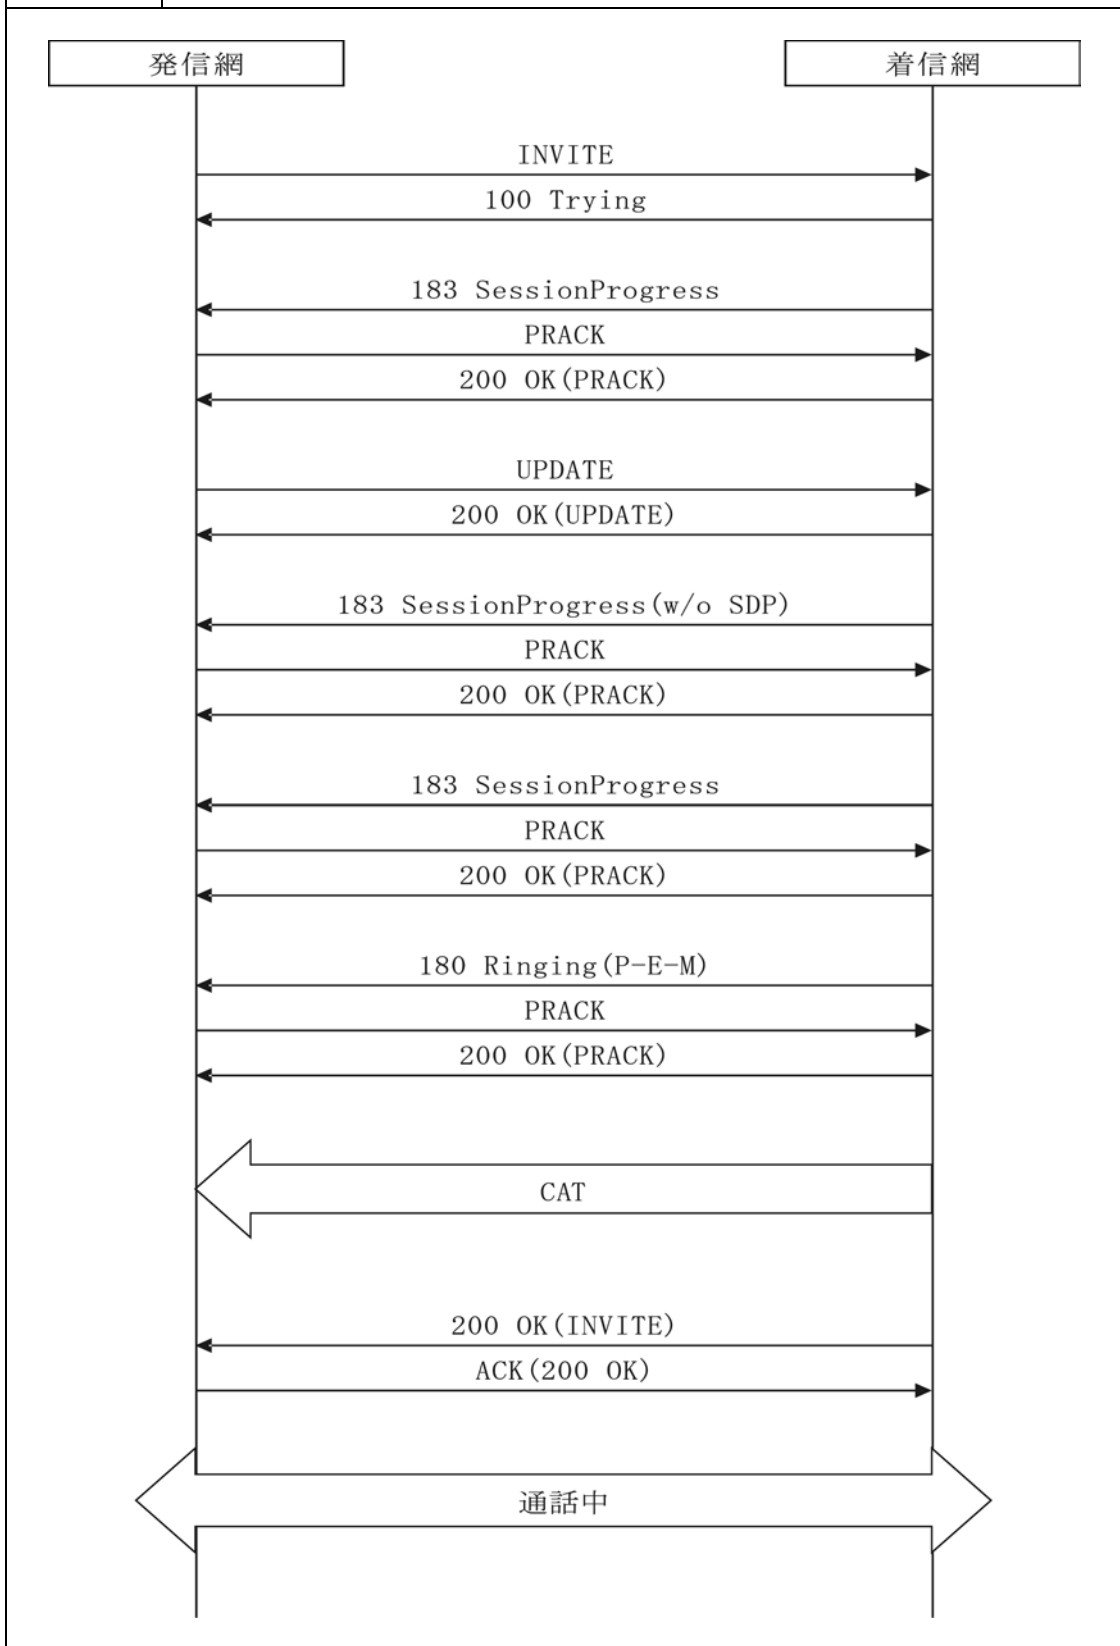 発信網
着信網
INVITE
100 Trying
183 SessionProgress
PRACK
200 OK(PRACK)
UPDATE
200 OK(UPDATE)
183 SessionProgress(w/o SDP)
PRACK
200 OK(PRACK)
183 SessionProgress
PRACK
200 OK(PRACK)
180 Ringing(P-E-M)
PRACK
200 OK(PRACK)
CAT
200 OK(INVITE)
ACK(200 OK)
通話中